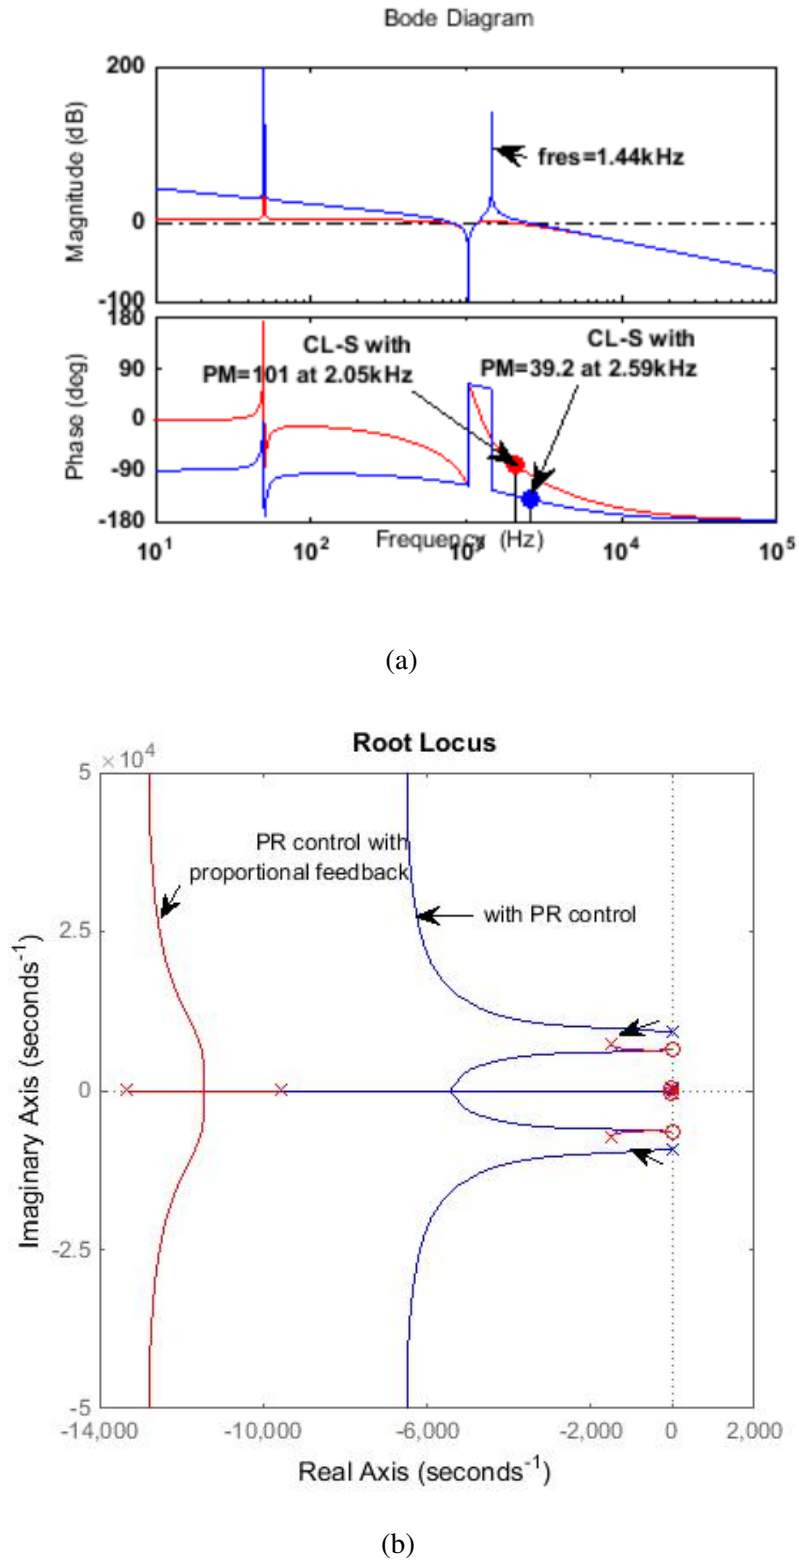 Bode Diagram
200
0
-100
Magnitude (dB)
fres=1.44kHz
180
90
0
-90
-180
Phase (deg)
CL-S with
PM=101 at 2.05kHz
CL-S with
PM=39.2 at 2.59kHz
10^1
10^2
10^3
10^4
10^5
Frequency (Hz)
(a)
Root Locus
×10^4
5
2.5
0
-2.5
-5
Imaginary Axis (seconds^-1)
PR control with
proportional feedback
with PR control
-14,000
-10,000
-6,000
-2,000
0
2,000
Real Axis (seconds^-1)
(b)